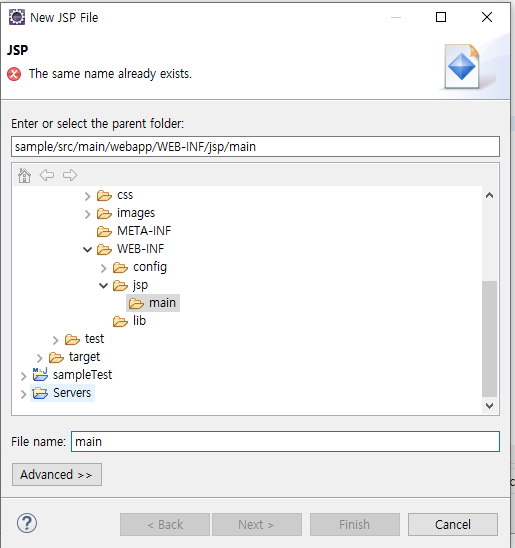 New JSP File
JSP
The same name already exists.
Enter or select the parent folder:
sample/src/main/webapp/WEB-INF/jsp/main
css
images
META-INF
WEB-INF
config
jsp
main
lib
test
target
sampleTest
Servers
File name: main
Advanced >>
< Back Next > Finish Cancel